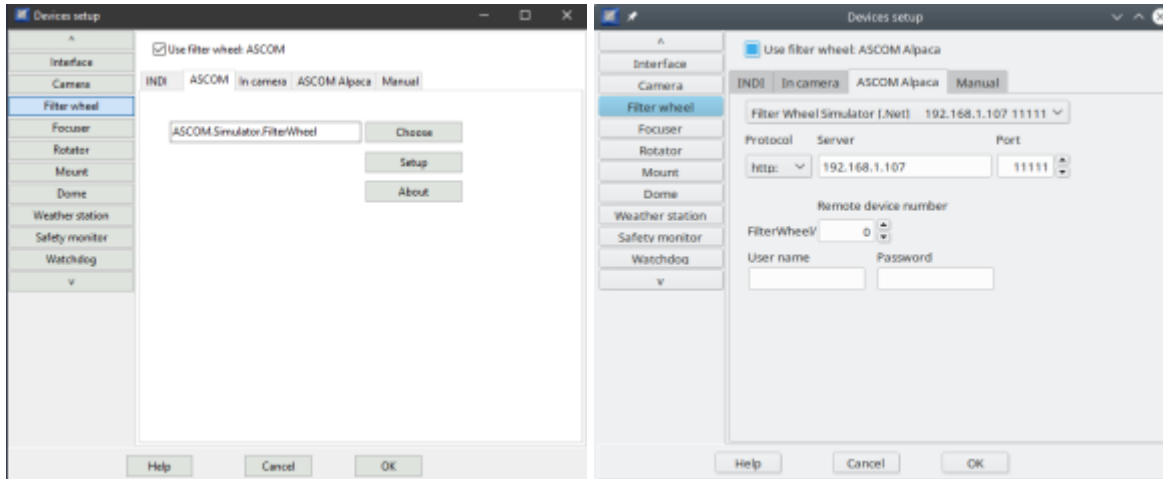 Devices setup
^
Interface
Camera
Filter wheel
Focuser
Rotator
Mount
Dome
Weather station
Safety monitor
Watchdog
v
Use filter wheel: ASCOM
INDI ASCOM In camera ASCOM Alpaca Manual
ASCOM.Simulator.FilterWheel Choose
Setup
About
Help Cancel OK
Devices setup
^
Interface
Camera
Filter wheel
Focuser
Rotator
Mount
Dome
Weather station
Safety monitor
Watchdog
v
Use filter wheel: ASCOM Alpaca
INDI In camera ASCOM Alpaca Manual
Filter Wheel Simulator [.Net] 192.168.1.107 11111
Protocol Server Port
http: 192.168.1.107 11111
Remote device number
FilterWheel/ 0
User name Password
Help Cancel OK